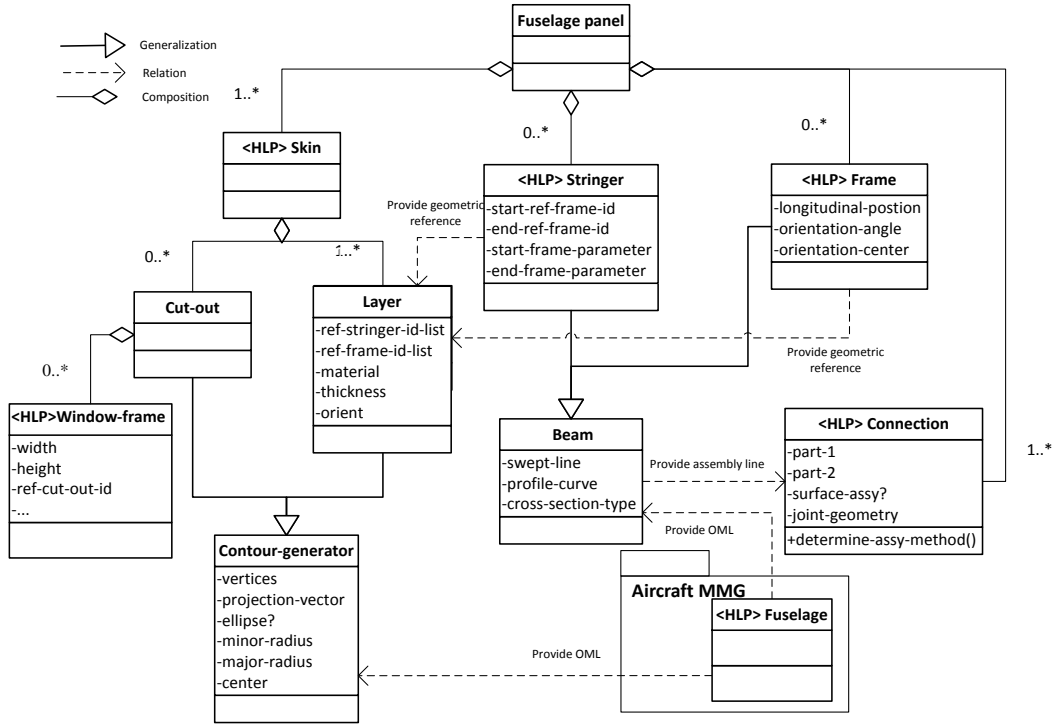 Fuselage panel
Generalization
Relation
Composition
1..*
0..*
0..*
<HLP> Skin
<HLP> Stringer
-start-ref-frame-id
-end-ref-frame-id
-start-frame-parameter
-end-frame-parameter
<HLP> Frame
-longitudinal-postion
-orientation-angle
-orientation-center
Provide geometric
reference
0..*
1..*
Cut-out
Layer
-ref-stringer-id-list
-ref-frame-id-list
-material
-thickness
-orient
Provide geometric
reference
0..*
<HLP>Window-frame
-width
-height
-ref-cut-out-id
-...
Beam
-swept-line
-profile-curve
-cross-section-type
Provide assembly line
Provide OML
<HLP> Connection
-part-1
-part-2
-surface-assy?
-joint-geometry
+determine-assy-method()
1..*
Contour-generator
-vertices
-projection-vector
-ellipse?
-minor-radius
-major-radius
-center
Provide OML
Aircraft MMG
<HLP> Fuselage